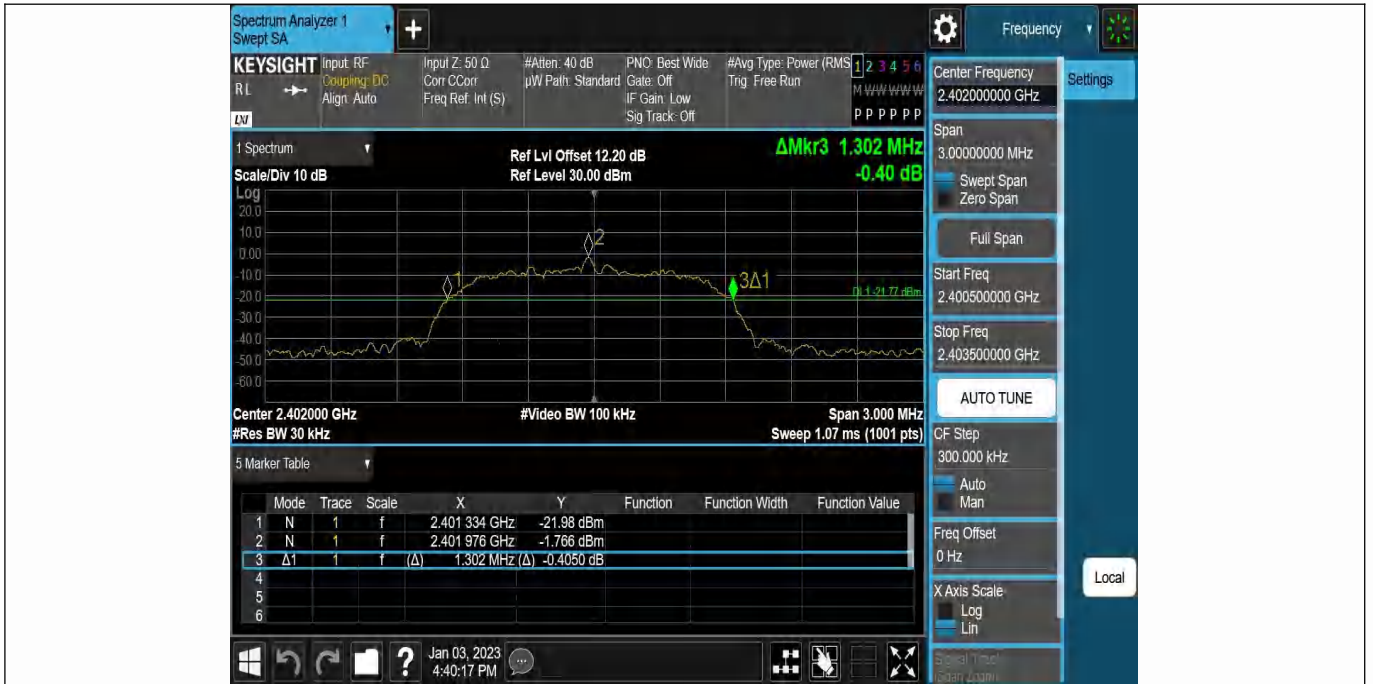 Spectrum Analyzer 1
Swept SA
Frequency
KEYSIGHT
RL
LXI
Input: RF
Coupling: DC
Align: Auto
Input Z: 50 Ω
Corr CCorr
Freq Ref: Int (S)
#Atten: 40 dB
µW Path: Standard
PNO: Best Wide
Gate: Off
IF Gain: Low
Sig Track: Off
#Avg Type: Power (RMS
Trig: Free Run
1 2 3 4 5 6
M W W W W W
P P P P P P
1 Spectrum
Scale/Div 10 dB
Ref Lvl Offset 12.20 dB
Ref Level 30.00 dBm
ΔMkr3 1.302 MHz
-0.40 dB
Log
20.0
10.0
0.00
-10.0
-20.0
-30.0
-40.0
-50.0
-60.0
1
2
3Δ1
DL1 -21.77 dBm
Center 2.402000 GHz
#Video BW 100 kHz
Span 3.000 MHz
#Res BW 30 kHz
Sweep 1.07 ms (1001 pts)
5 Marker Table
Mode Trace Scale X Y Function Function Width Function Value
1 N 1 f 2.401 334 GHz -21.98 dBm
2 N 1 f 2.401 976 GHz -1.766 dBm
3 Δ1 1 f (Δ) 1.302 MHz (Δ) -0.4050 dB
4
5
6
Jan 03, 2023
4:40:17 PM
Center Frequency
2.402000000 GHz
Settings
Span
3.00000000 MHz
Swept Span
Zero Span
Full Span
Start Freq
2.400500000 GHz
Stop Freq
2.403500000 GHz
AUTO TUNE
CF Step
300.000 kHz
Auto
Man
Freq Offset
0 Hz
X Axis Scale
Log
Lin
Signal Track
(Span Zoom)
Local